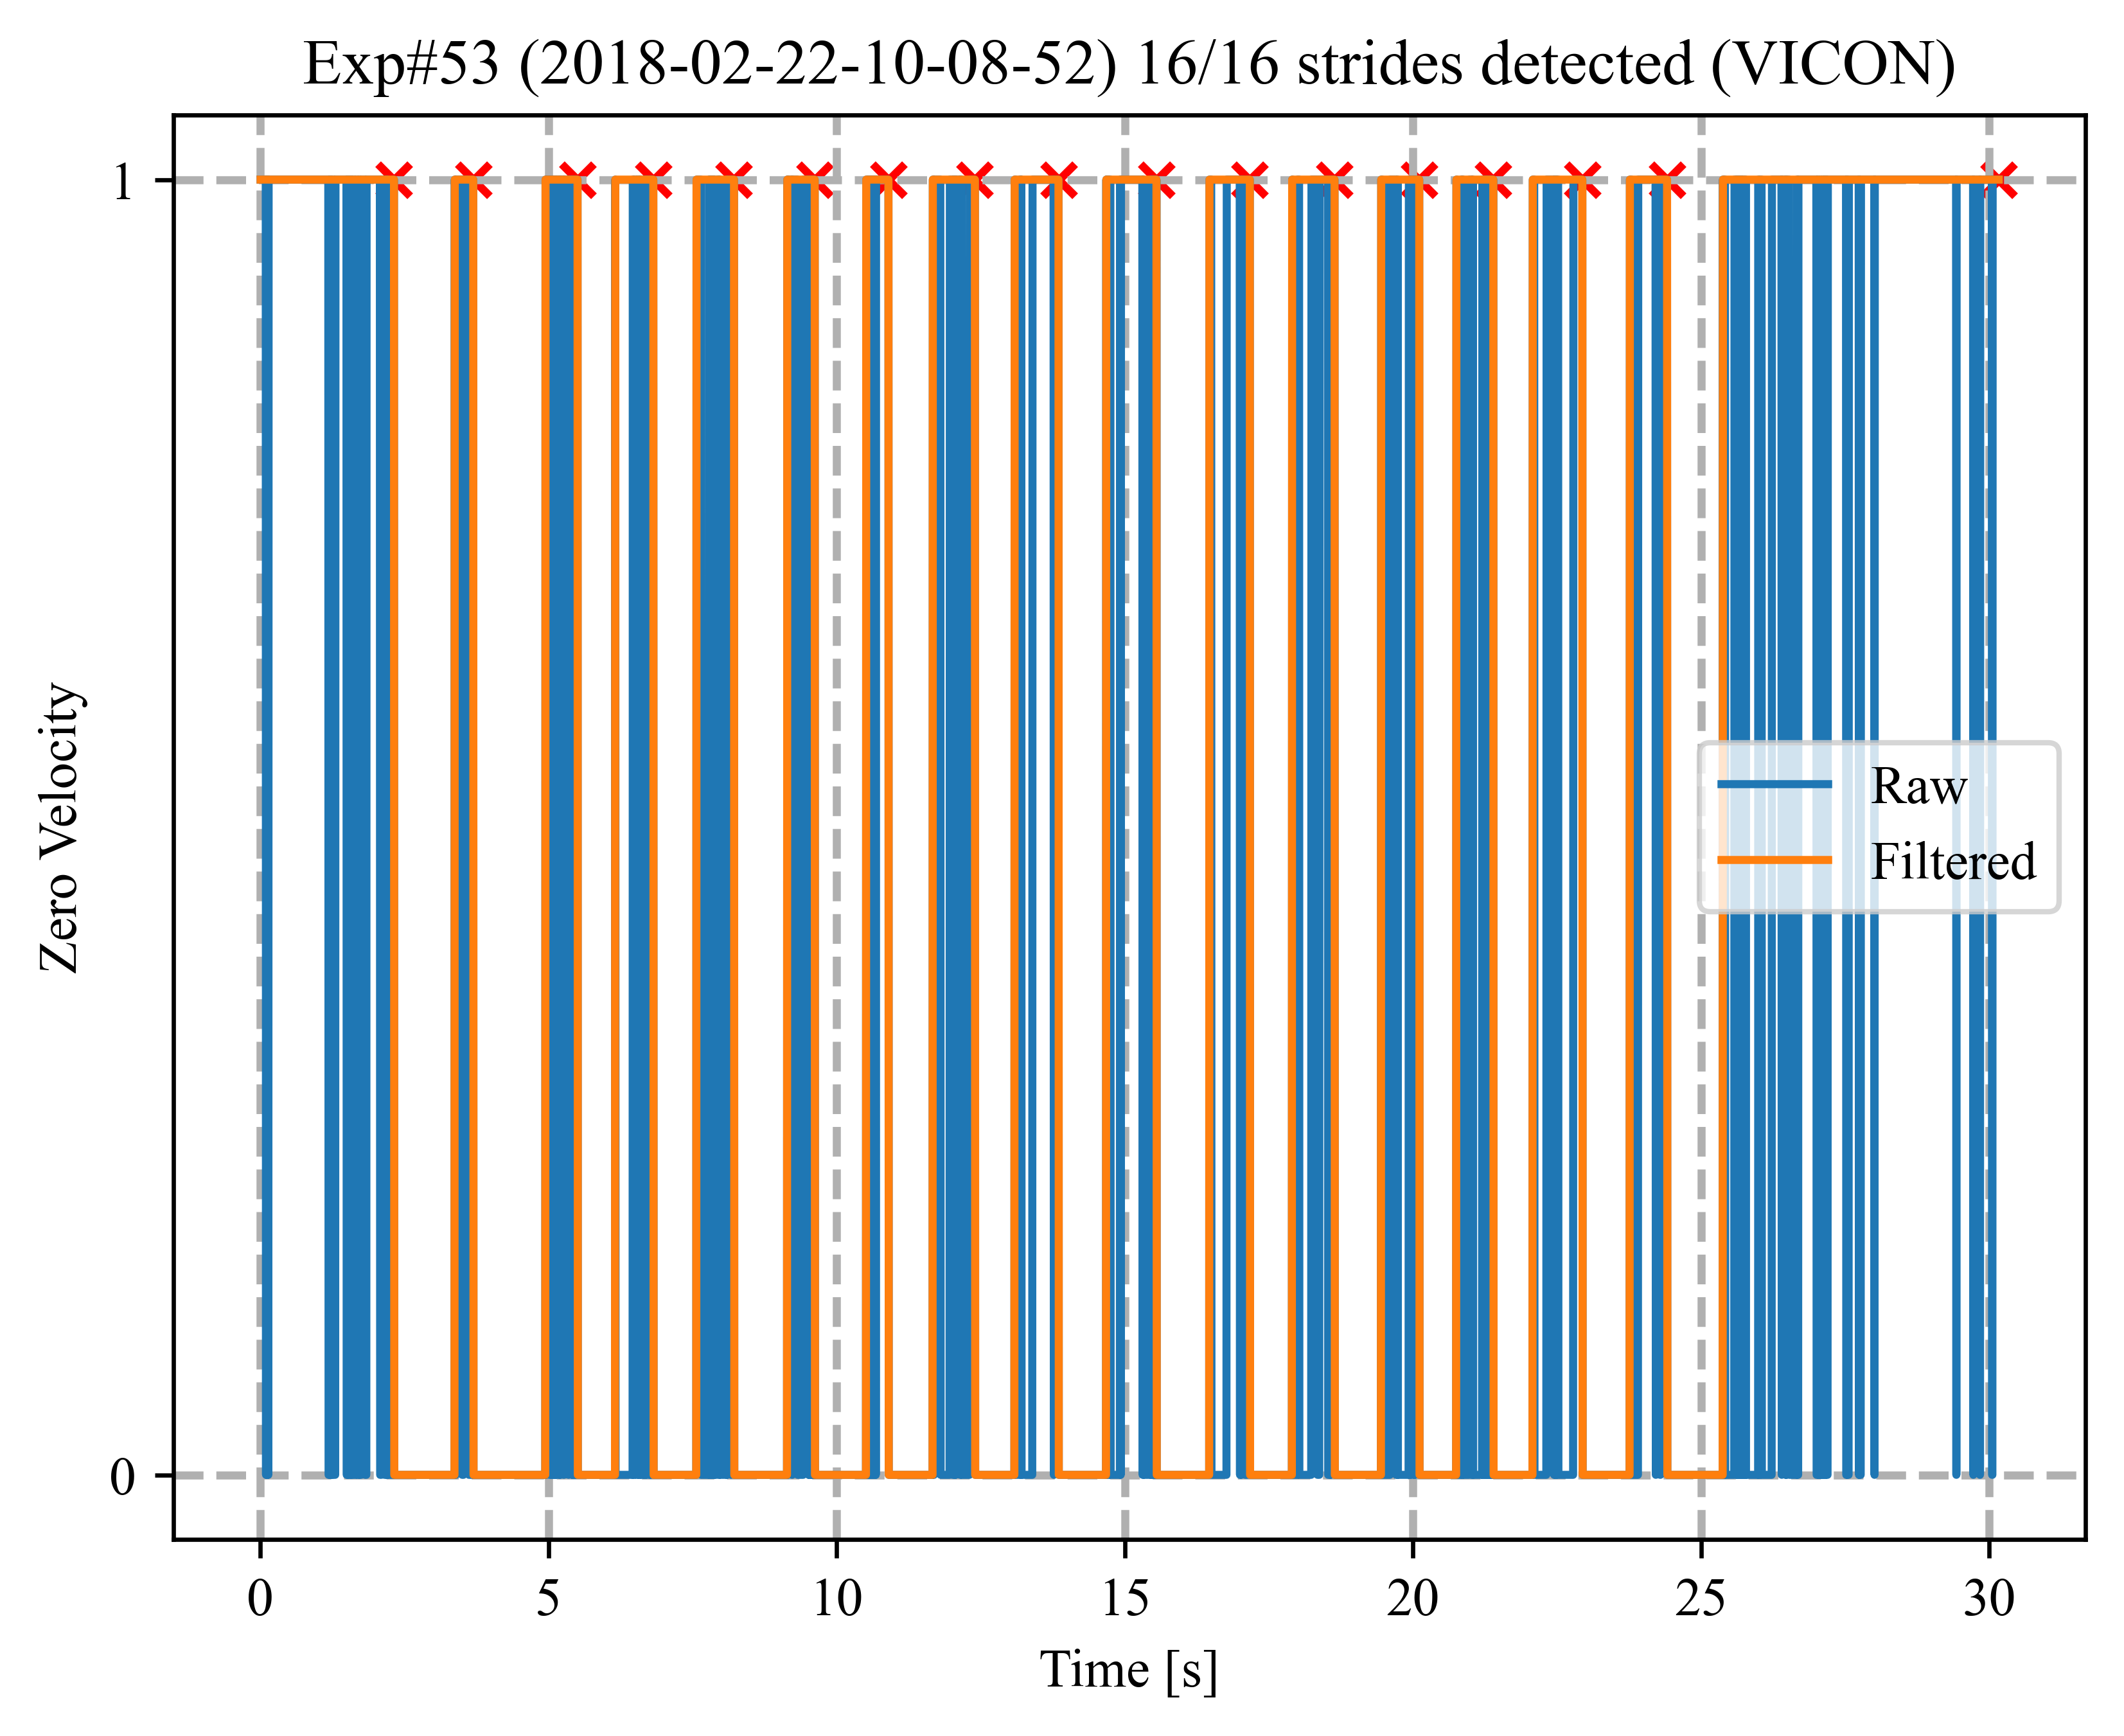 Exp#53 (2018-02-22-10-08-52) 16/16 strides detected (VICON)
1
Zero Velocity
Raw
Filtered
0
0 5 10 15 20 25 30
Time [s]